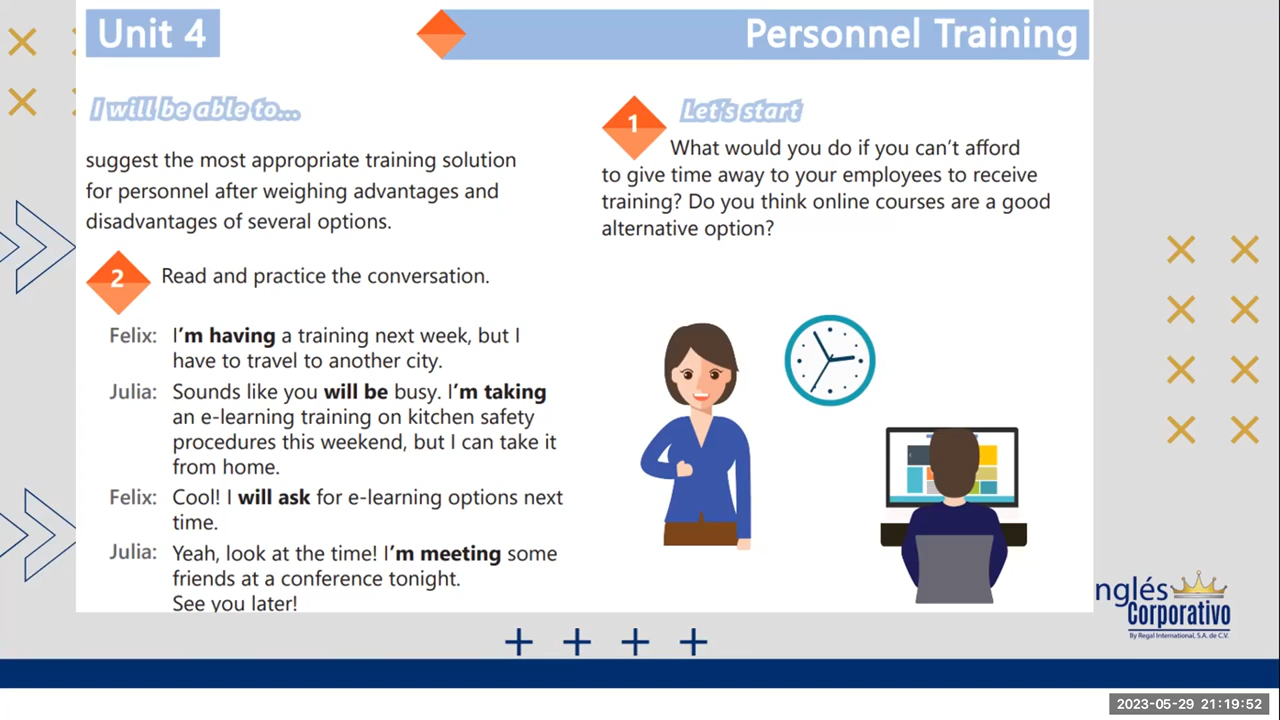 Unit 4
Personnel Training
I will be able to...
suggest the most appropriate training solution
for personnel after weighing advantages and
disadvantages of several options.
1
Let's start
What would you do if you can't afford
to give time away to your employees to receive
training? Do you think online courses are a good
alternative option?
2
Read and practice the conversation.
Felix: I'm having a training next week, but I
have to travel to another city.
Julia: Sounds like you will be busy. I'm taking
an e-learning training on kitchen safety
procedures this weekend, but I can take it
from home.
Felix: Cool! I will ask for e-learning options next
time.
Julia: Yeah, look at the time! I'm meeting some
friends at a conference tonight.
See you later!
nglés
Corporativo
By Regal International, S.A. de C.V.
2023-05-29 21:19:52